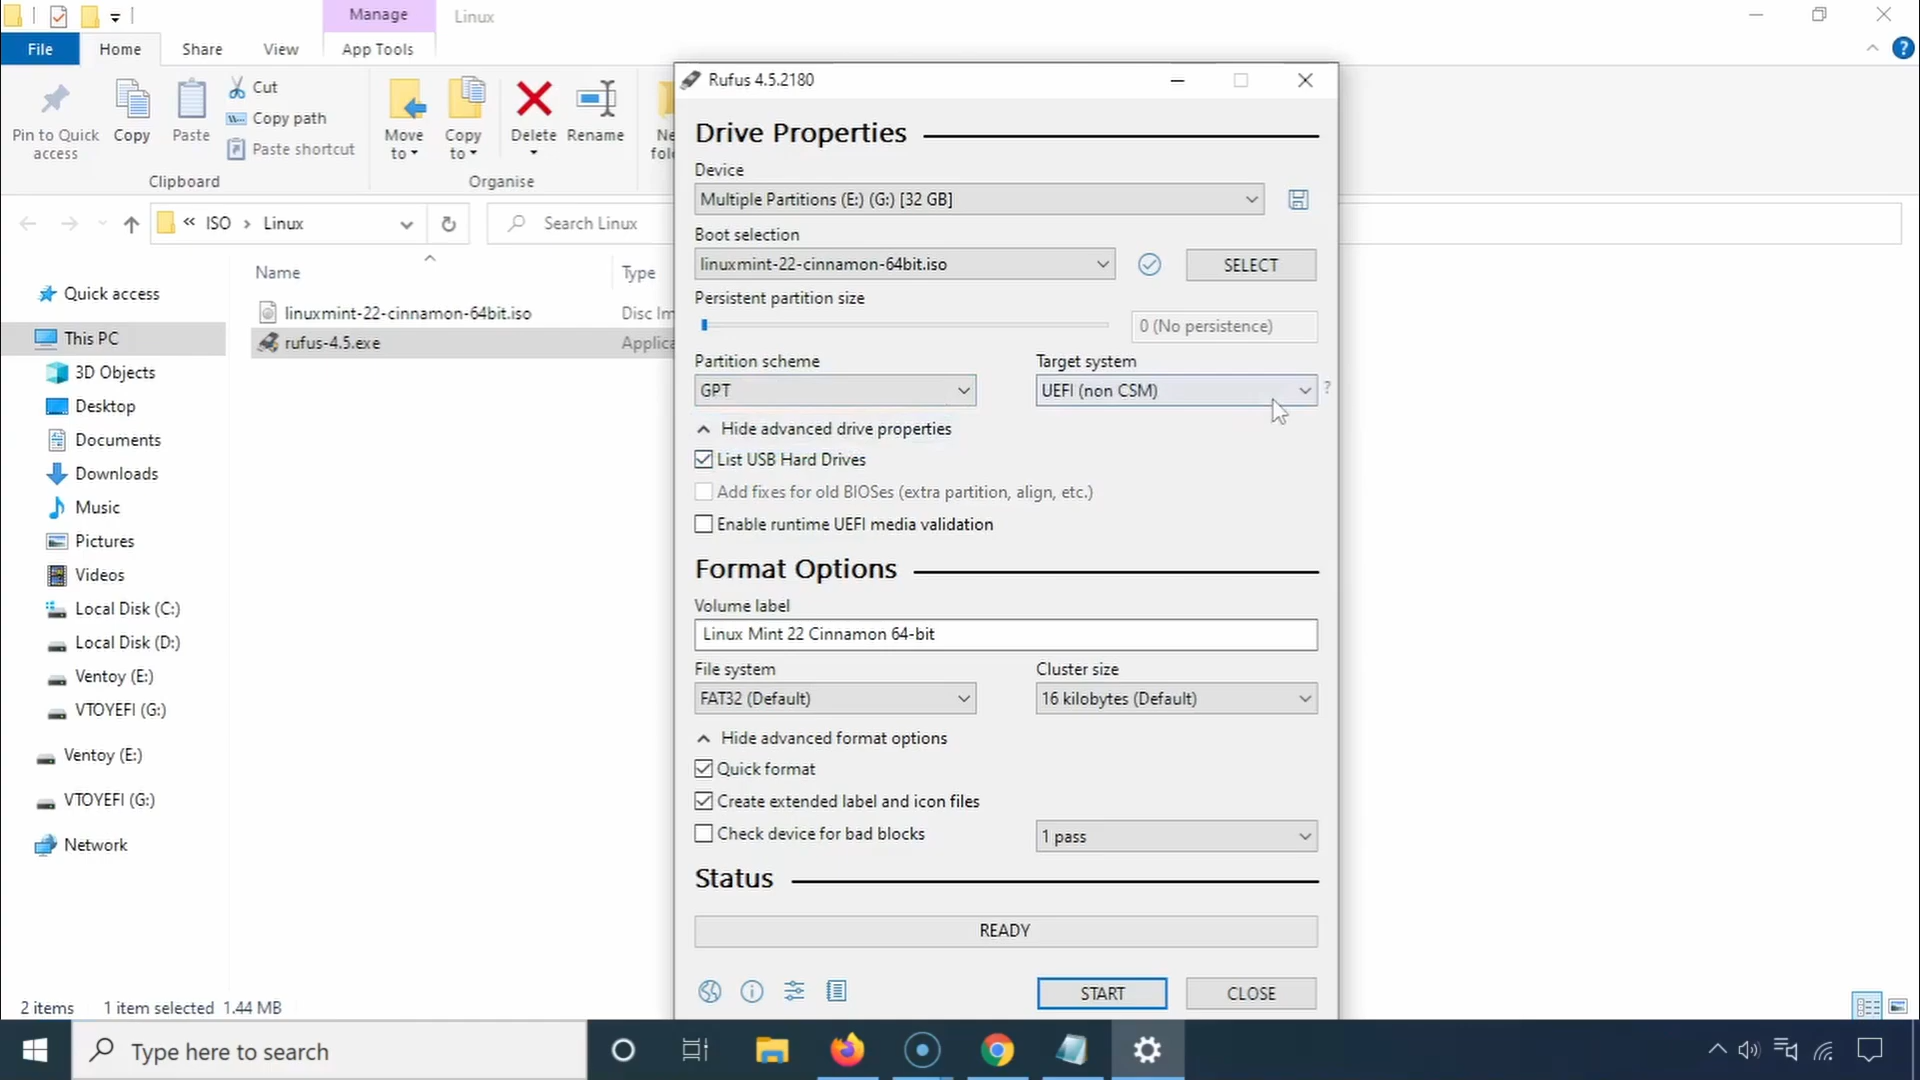 Manage
Linux
File
Home
Share
View
App Tools
Pin to Quick
access
Copy
Paste
Cut
Copy path
Paste shortcut
Clipboard
Move
to
Copy
to
Delete
Rename
Organise
Ne
fol
« ISO › Linux
Search Linux
Name
Type
linuxmint-22-cinnamon-64bit.iso
Disc Im
rufus-4.5.exe
Applica
Quick access
This PC
3D Objects
Desktop
Documents
Downloads
Music
Pictures
Videos
Local Disk (C:)
Local Disk (D:)
Ventoy (E:)
VTOYEFI (G:)
Ventoy (E:)
VTOYEFI (G:)
Network
2 items
1 item selected 1.44 MB
Rufus 4.5.2180
Drive Properties
Device
Multiple Partitions (E:) (G:) [32 GB]
Boot selection
linuxmint-22-cinnamon-64bit.iso
SELECT
Persistent partition size
0 (No persistence)
Partition scheme
Target system
GPT
UEFI (non CSM)
?
Hide advanced drive properties
List USB Hard Drives
Add fixes for old BIOSes (extra partition, align, etc.)
Enable runtime UEFI media validation
Format Options
Volume label
Linux Mint 22 Cinnamon 64-bit
File system
Cluster size
FAT32 (Default)
16 kilobytes (Default)
Hide advanced format options
Quick format
Create extended label and icon files
Check device for bad blocks
1 pass
Status
READY
START
CLOSE
Type here to search